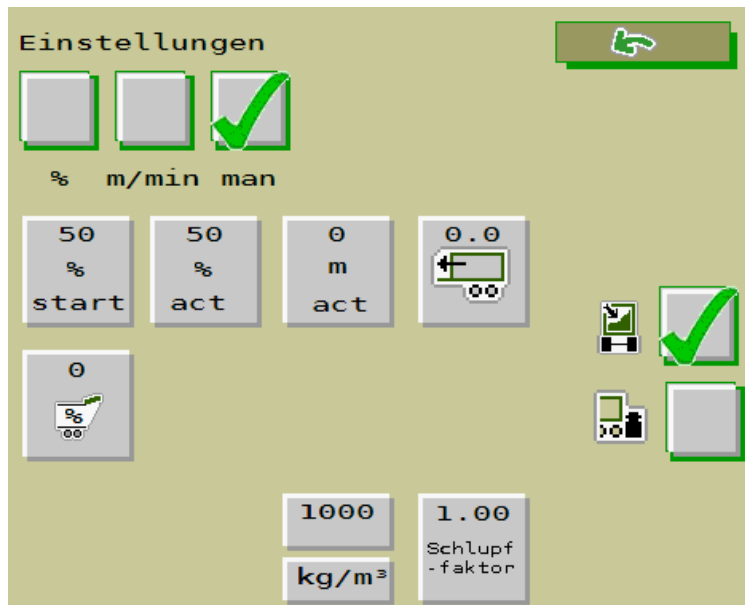 Einstellungen
% m/min man
50 50 0 0.0
% % m
start act act
0
%
1000 1.00
Schlupf
-faktor
kg/m³